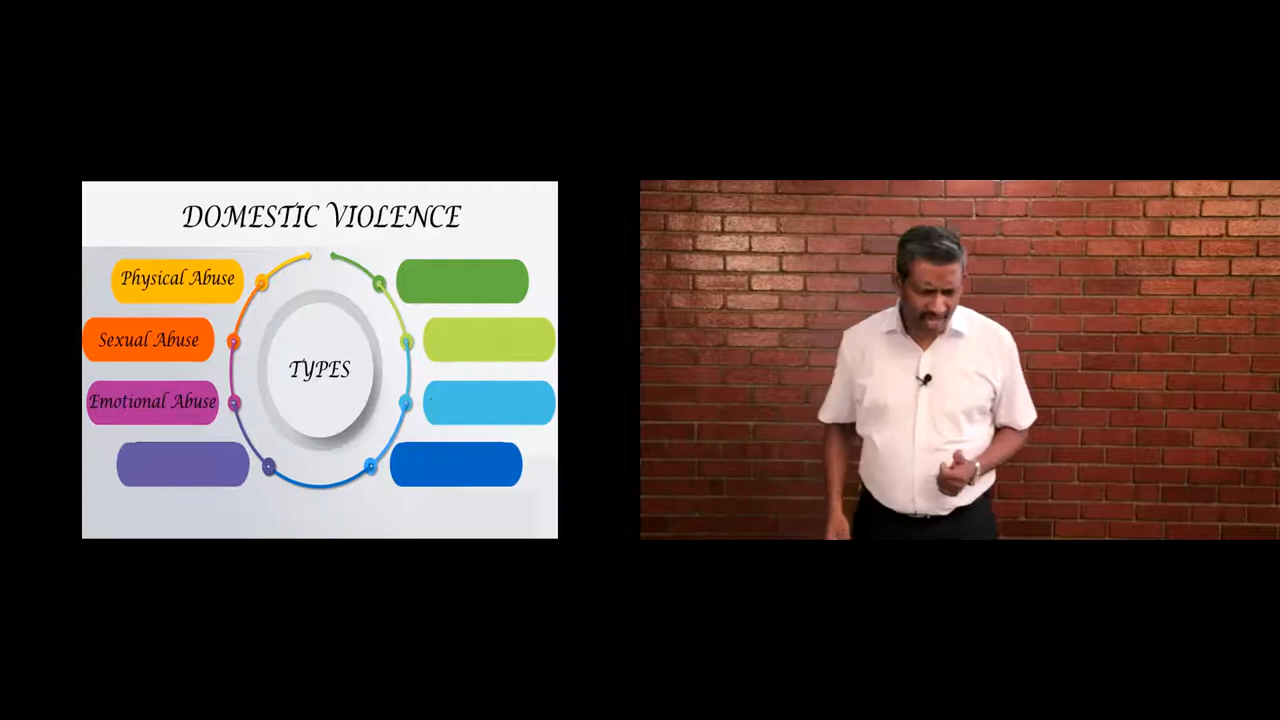 DOMESTIC VIOLENCE
Physical Abuse
Sexual Abuse
Emotional Abuse
TYPES